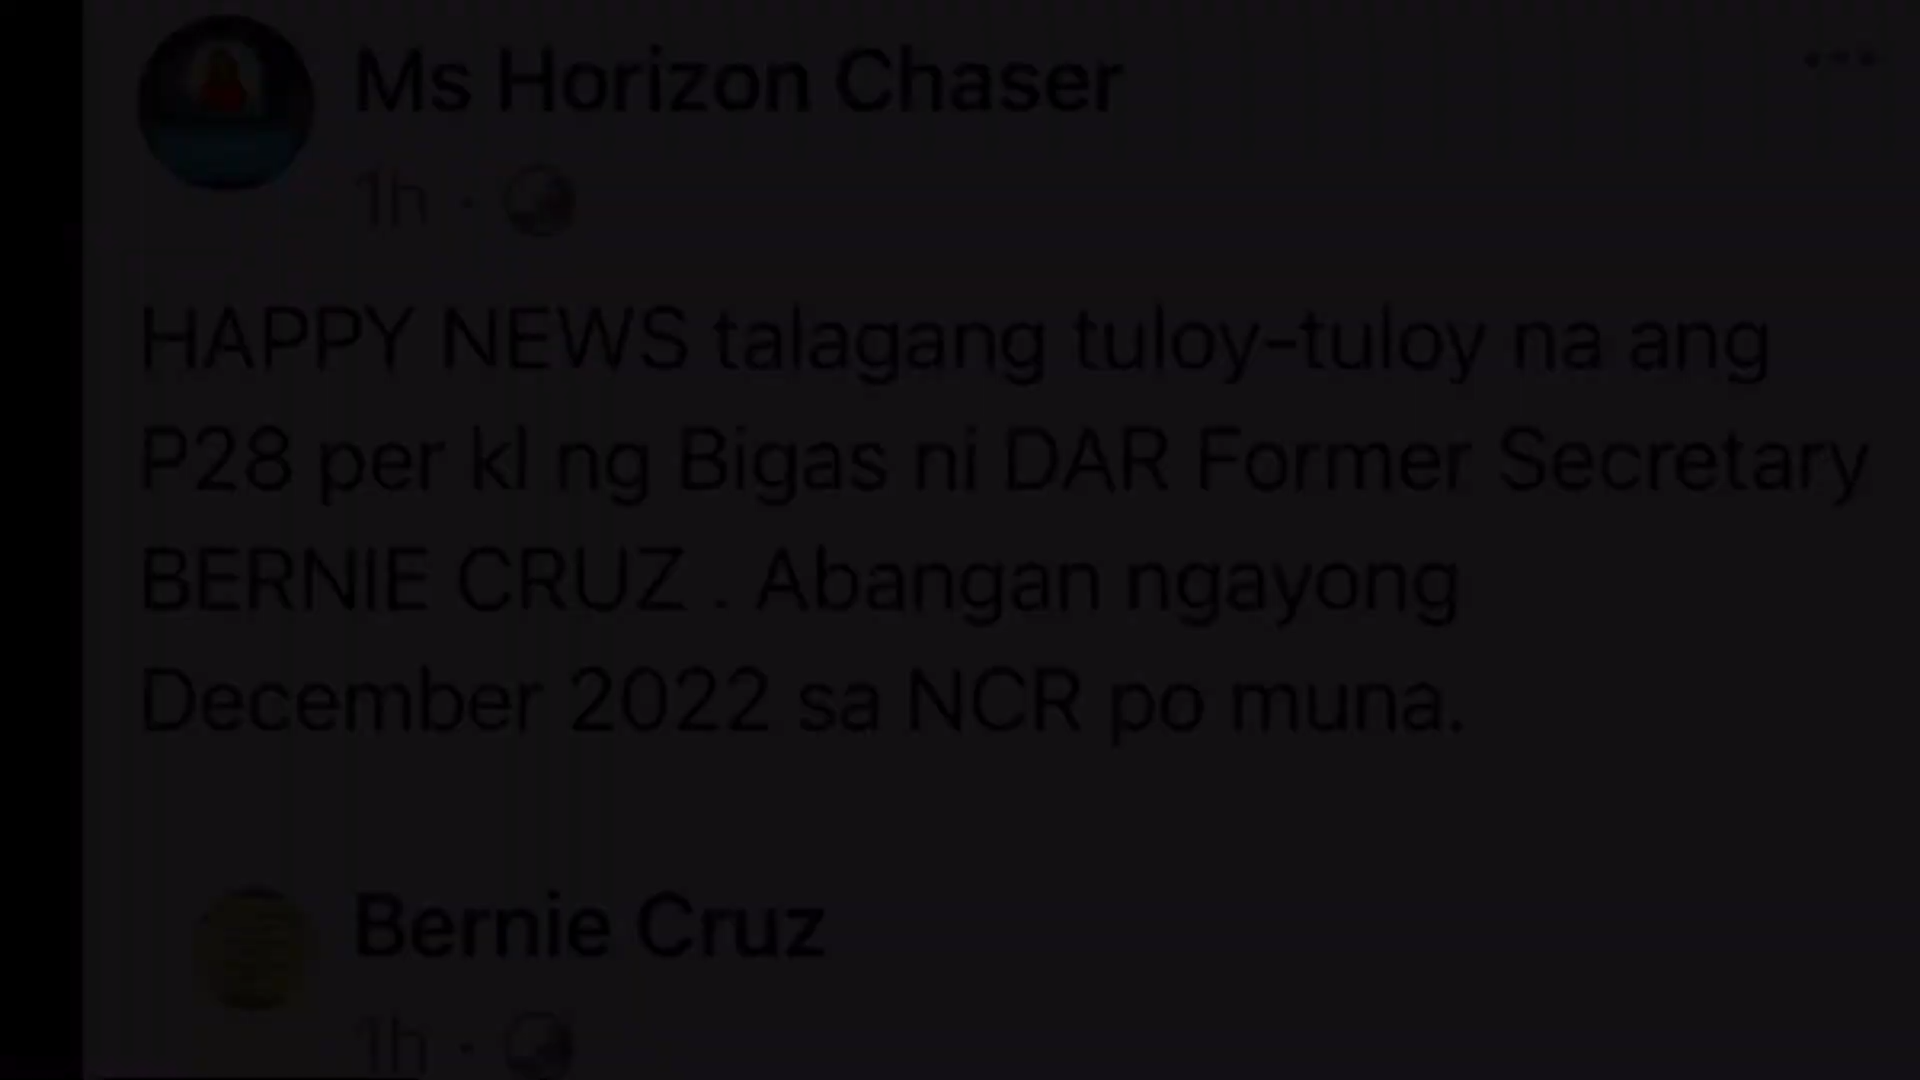 Ms Horizon Chaser
1h ·
HAPPY NEWS talagang tuloy-tuloy na ang
P28 per kl ng Bigas ni DAR Former Secretary
BERNIE CRUZ . Abangan ngayong
December 2022 sa NCR po muna.
Bernie Cruz
1h ·